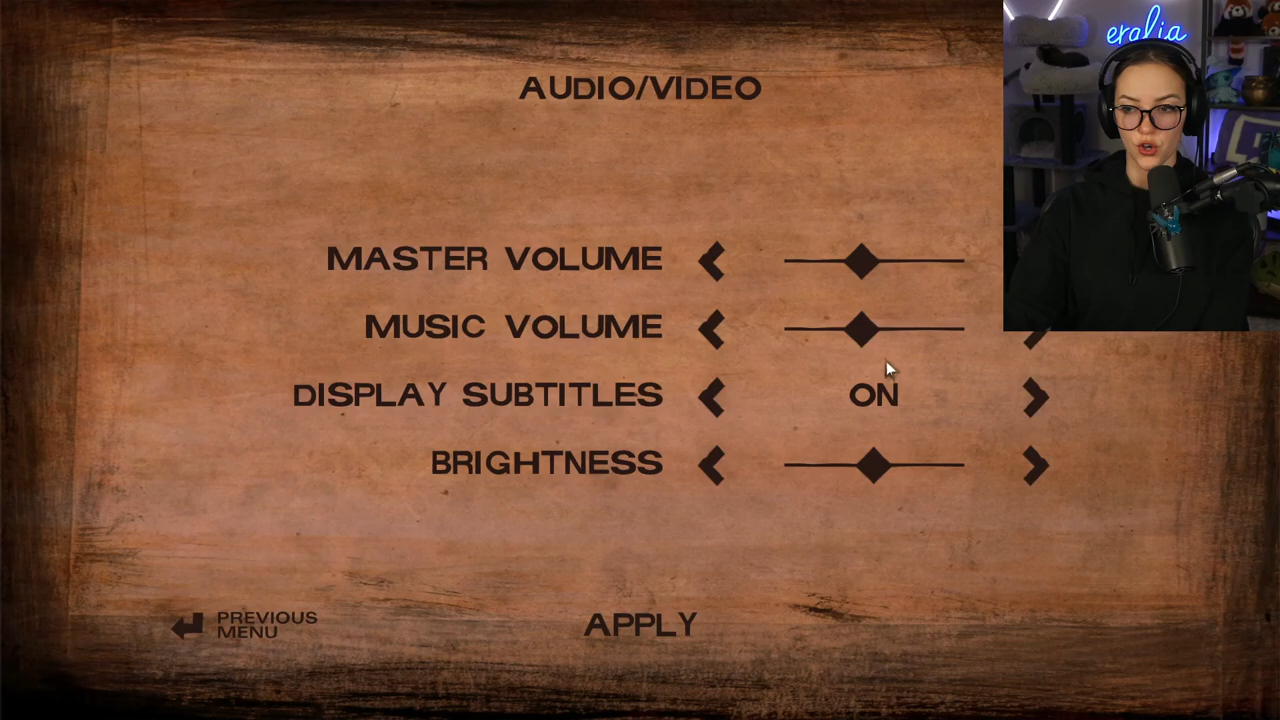 eralia
AUDIO/VIDEO
MASTER VOLUME
MUSIC VOLUME
DISPLAY SUBTITLES ON
BRIGHTNESS
PREVIOUS
MENU
APPLY